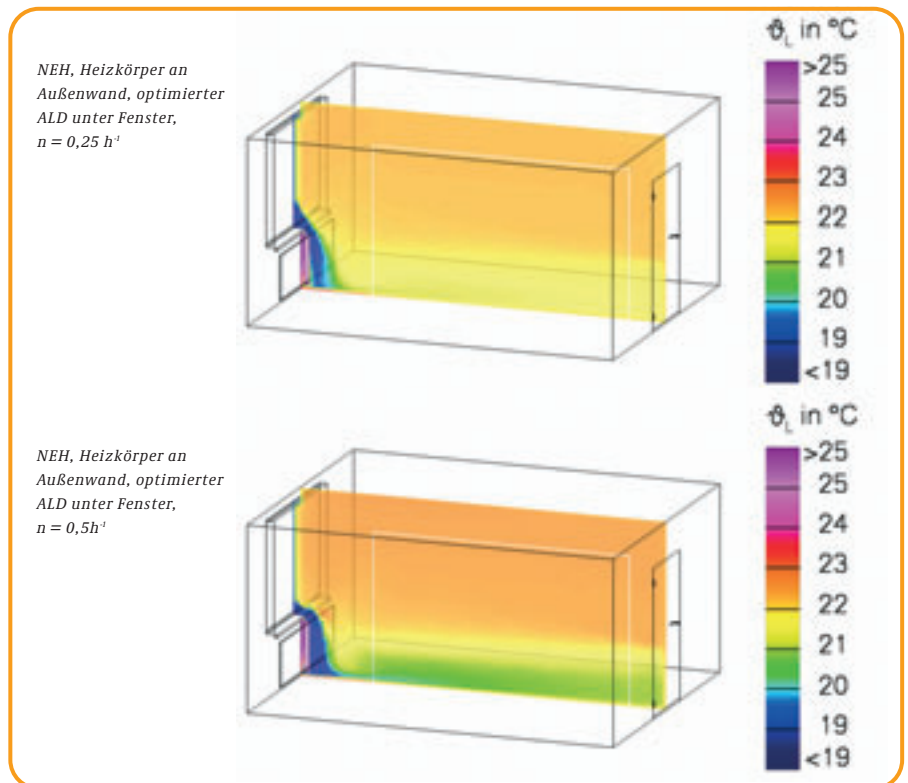 NEH, Heizkörper an
Außenwand, optimierter
ALD unter Fenster,
n = 0,25 h⁻¹
ϑL in °C
>25
25
24
23
22
21
20
19
<19
NEH, Heizkörper an
Außenwand, optimierter
ALD unter Fenster,
n = 0,5h⁻¹
ϑL in °C
>25
25
24
23
22
21
20
19
<19